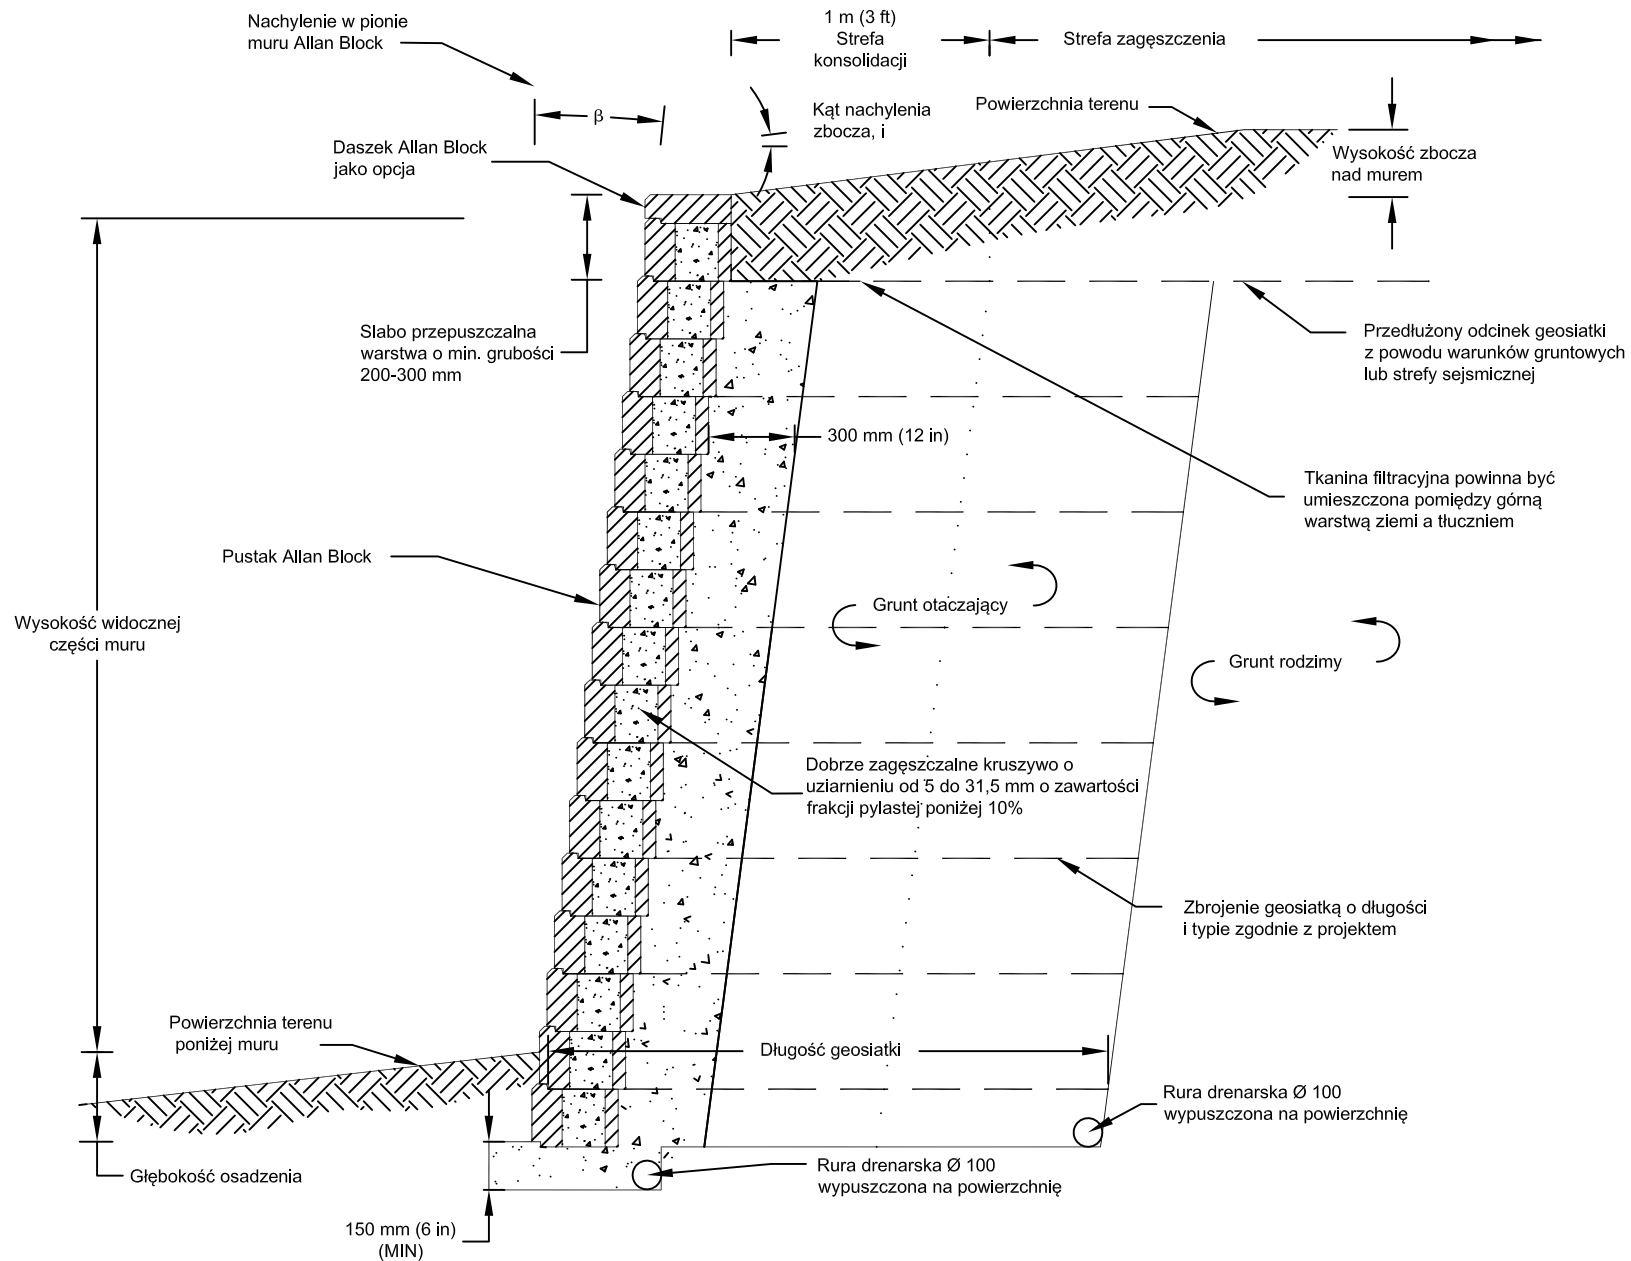 Nachylenie w pionie
muru Allan Block
1 m (3 ft)
Strefa
konsolidacji
Strefa zagęszczenia
β
Kąt nachylenia
zbocza, i
Powierzchnia terenu
Daszek Allan Block
jako opcja
Wysokość zbocza
nad murem
Slabo przepuszczalna
warstwa o min. grubości
200-300 mm
Przedłużony odcinek geosiatki
z powodu warunków gruntowych
lub strefy sejsmicznej
300 mm (12 in)
Tkanina filtracyjna powinna być
umieszczona pomiędzy górną
warstwą ziemi a tłuczniem
Pustak Allan Block
Grunt otaczający
Wysokość widocznej
części muru
Grunt rodzimy
Dobrze zagęszczalne kruszywo o
uziarnieniu od 5 do 31,5 mm o zawartości
frakcji pylastej poniżej 10%
Zbrojenie geosiatką o długości
i typie zgodnie z projektem
Powierzchnia terenu
poniżej muru
Długość geosiatki
Rura drenarska Ø 100
wypuszczona na powierzchnię
Głębokość osadzenia
Rura drenarska Ø 100
wypuszczona na powierzchnię
150 mm (6 in)
(MIN)